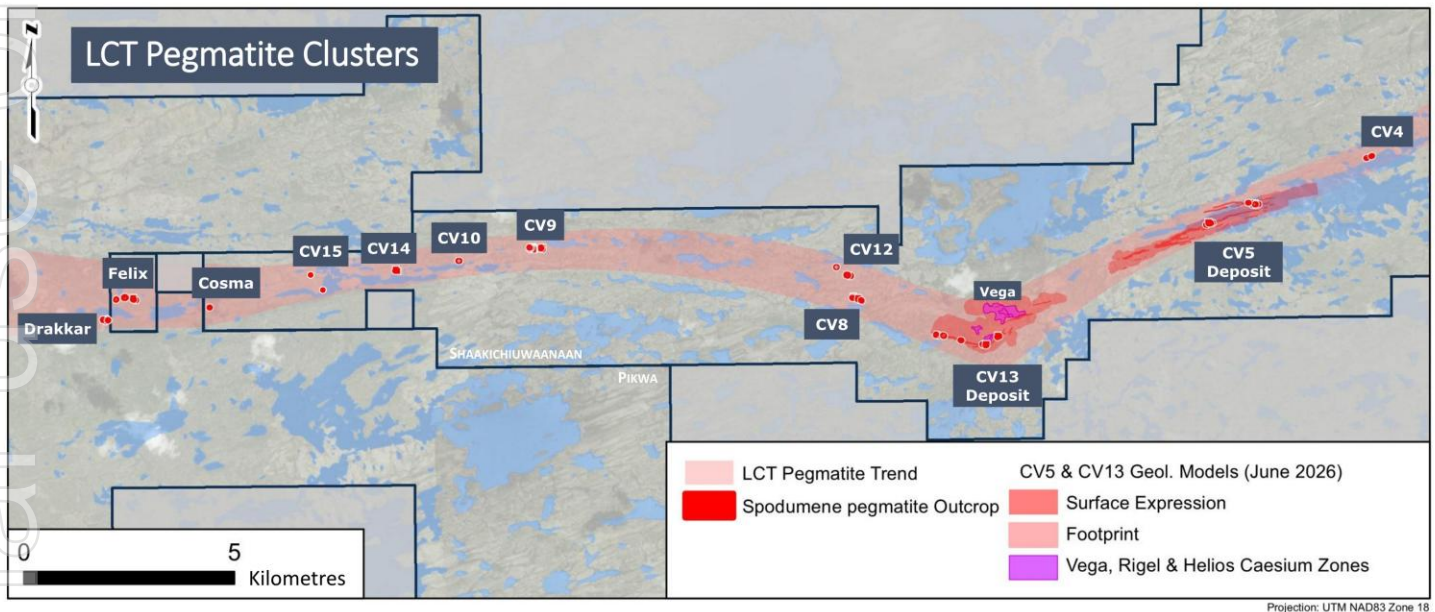 LCT Pegmatite Clusters
N
CV4
CV9
CV10
CV14
CV15
CV12
CV5
Deposit
Felix
Cosma
Vega
Drakkar
CV8
SHAAKICHIUWAANAAN
PIKWA
CV13
Deposit
LCT Pegmatite Trend
Spodumene pegmatite Outcrop
CV5 & CV13 Geol. Models (June 2026)
Surface Expression
Footprint
Vega, Rigel & Helios Caesium Zones
0 5
Kilometres
Projection: UTM NAD83 Zone 18